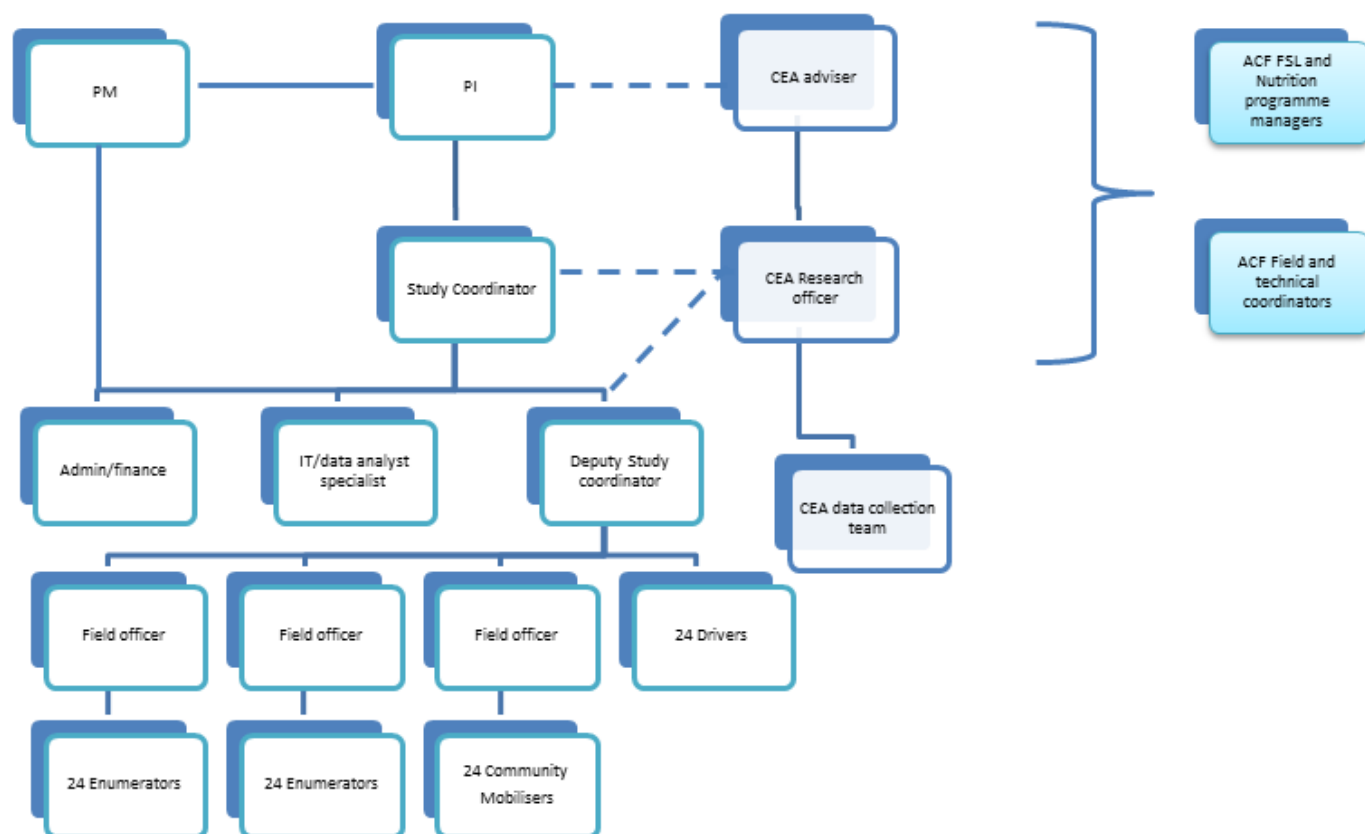 PM
PI
CEA adviser
ACF FSL and
Nutrition
programme
managers
Study Coordinator
CEA Research
officer
ACF Field and
technical
coordinators
Admin/finance
IT/data analyst
specialist
Deputy Study
coordinator
CEA data collection
team
Field officer
Field officer
Field officer
24 Drivers
24 Enumerators
24 Enumerators
24 Community
Mobilisers